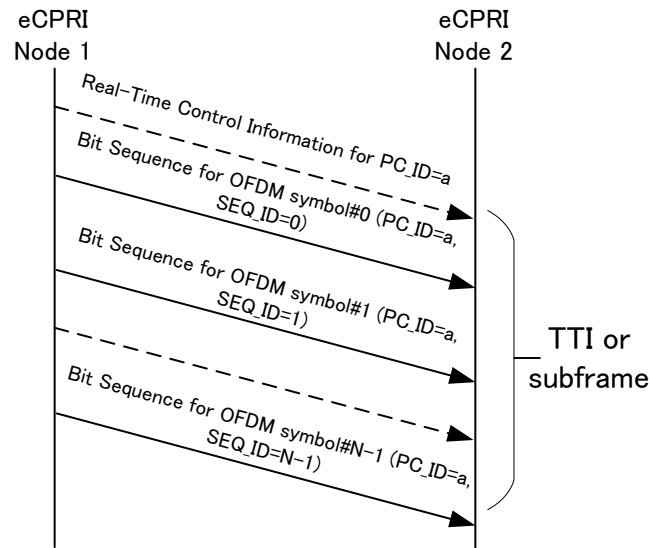 eCPRI
Node 1
eCPRI
Node 2
Real-Time Control Information for PC_ID=a
Bit Sequence for OFDM symbol#0 (PC_ID=a,
SEQ_ID=0)
Bit Sequence for OFDM symbol#1 (PC_ID=a,
SEQ_ID=1)
Bit Sequence for OFDM symbol#N-1 (PC_ID=a,
SEQ_ID=N-1)
TTI or
subframe